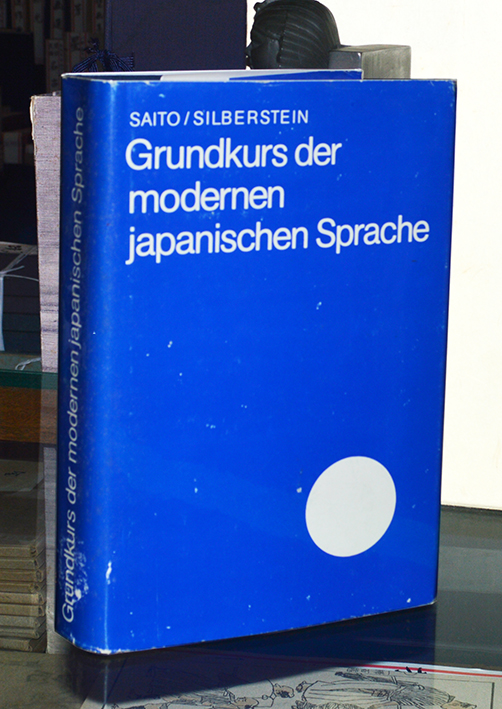 SAITO/SILBERSTEIN
Grundkurs der
modernen
japanischen Sprache
Grundkurs der modernen japanischen Sprache